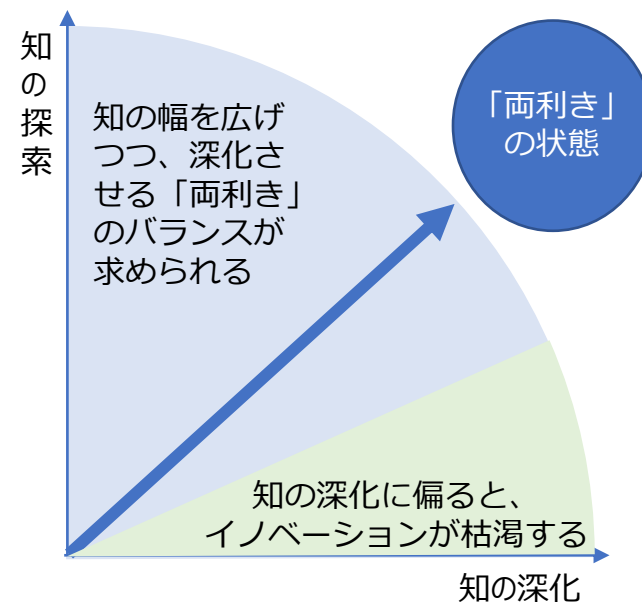 知の探索
知の幅を広げ
つつ、深化さ
せる「両利き」
のバランスが
求められる
「両利き」
の状態
知の深化に偏ると、
イノベーションが枯渇する
知の深化